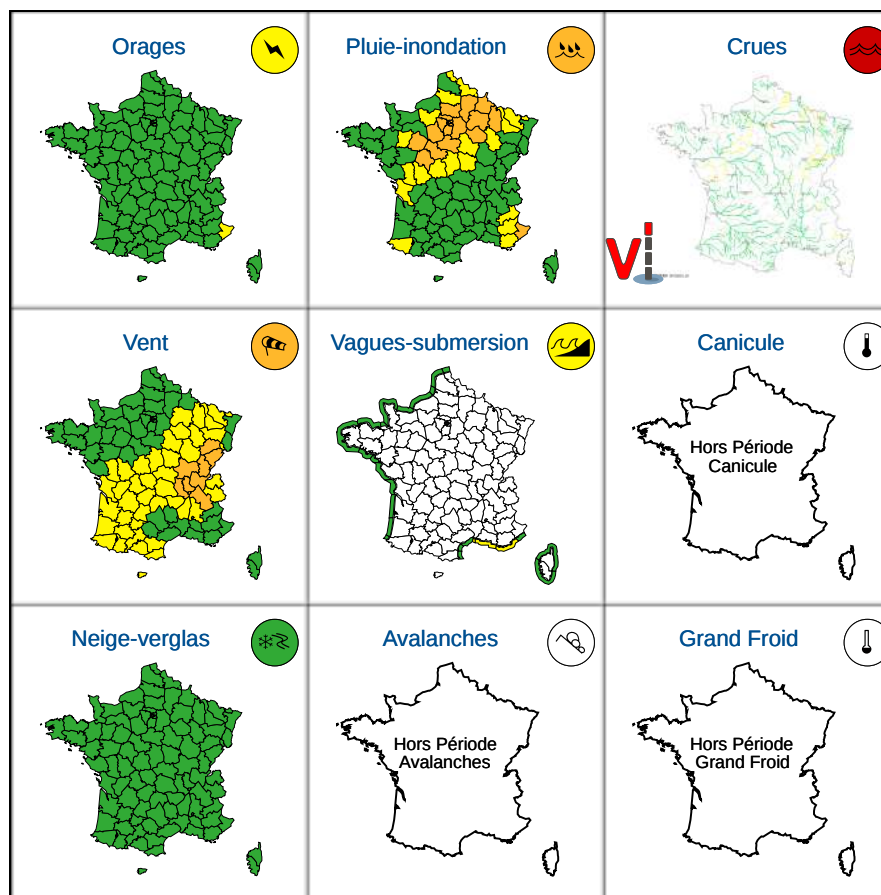 Orages
Pluie-inondation
Crues
Vi
Vent
Vagues-submersion
Canicule
Hors Période
Canicule
Neige-verglas
Avalanches
Grand Froid
Hors Période
Avalanches
Hors Période
Grand Froid